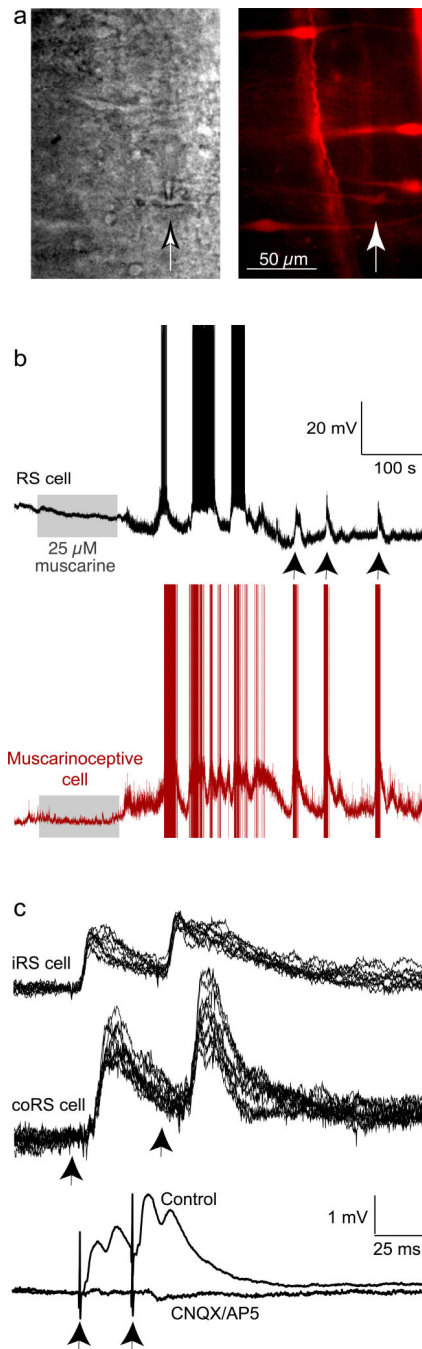 a
50 µm
b
20 mV
100 s
RS cell
25 µM
muscarine
Muscarinoceptive
cell
c
iRS cell
coRS cell
Control
1 mV
25 ms
CNQX/AP5